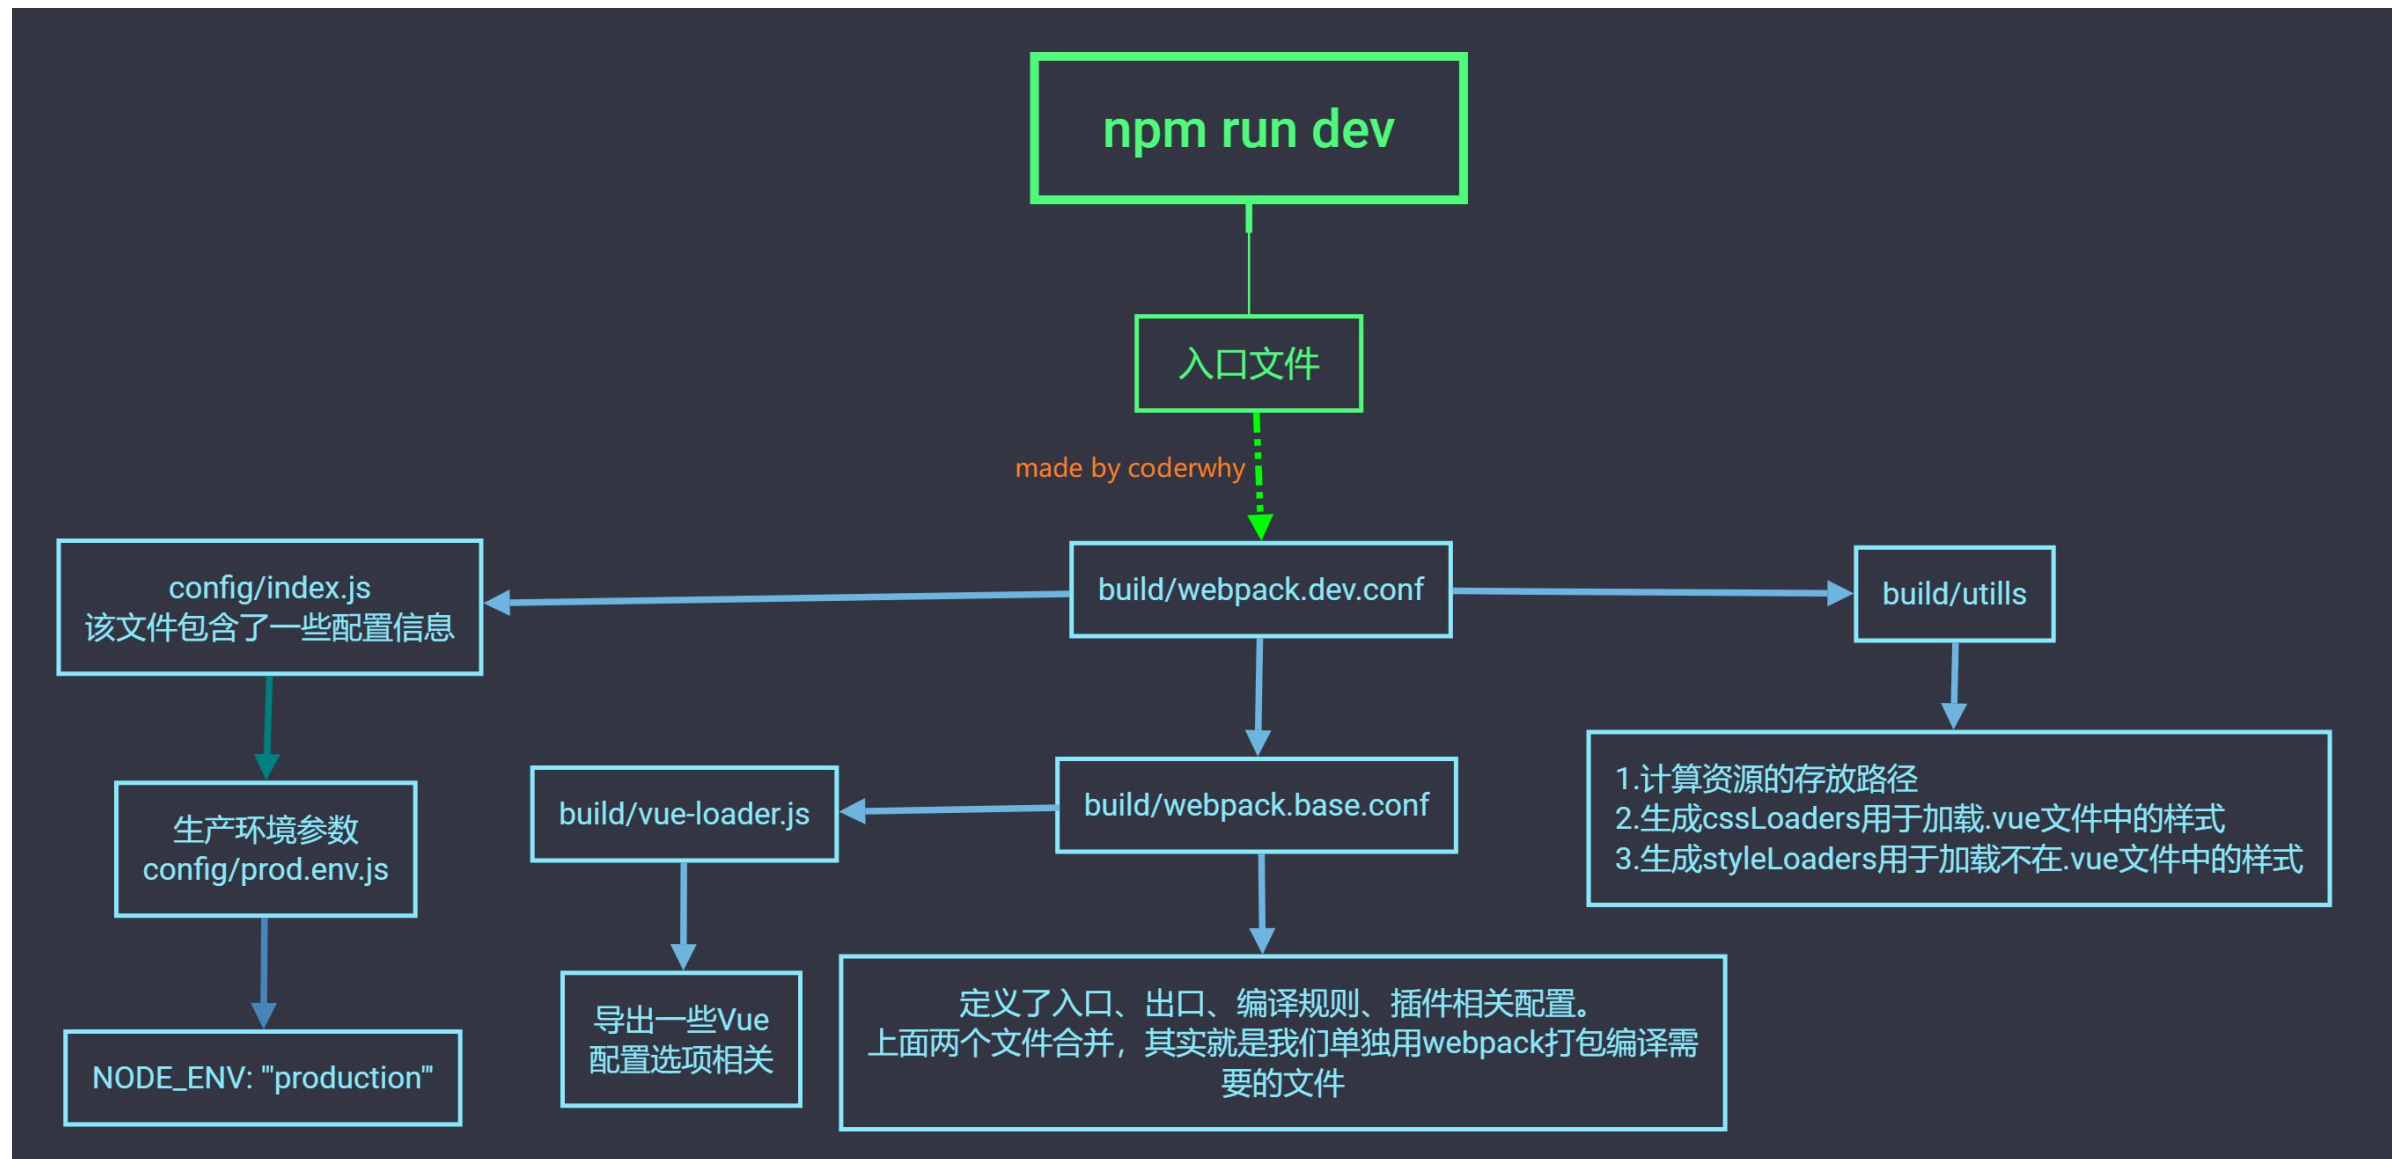 npm run dev
入口文件
made by coderwhy
config/index.js
该文件包含了一些配置信息
build/webpack.dev.conf
build/utills
生产环境参数
config/prod.env.js
build/vue-loader.js
build/webpack.base.conf
1.计算资源的存放路径
2.生成cssLoaders用于加载.vue文件中的样式
3.生成styleLoaders用于加载不在.vue文件中的样式
NODE_ENV: '"production"'
导出一些Vue
配置选项相关
定义了入口、出口、编译规则、插件相关配置。
上面两个文件合并，其实就是我们单独用webpack打包编译需
要的文件